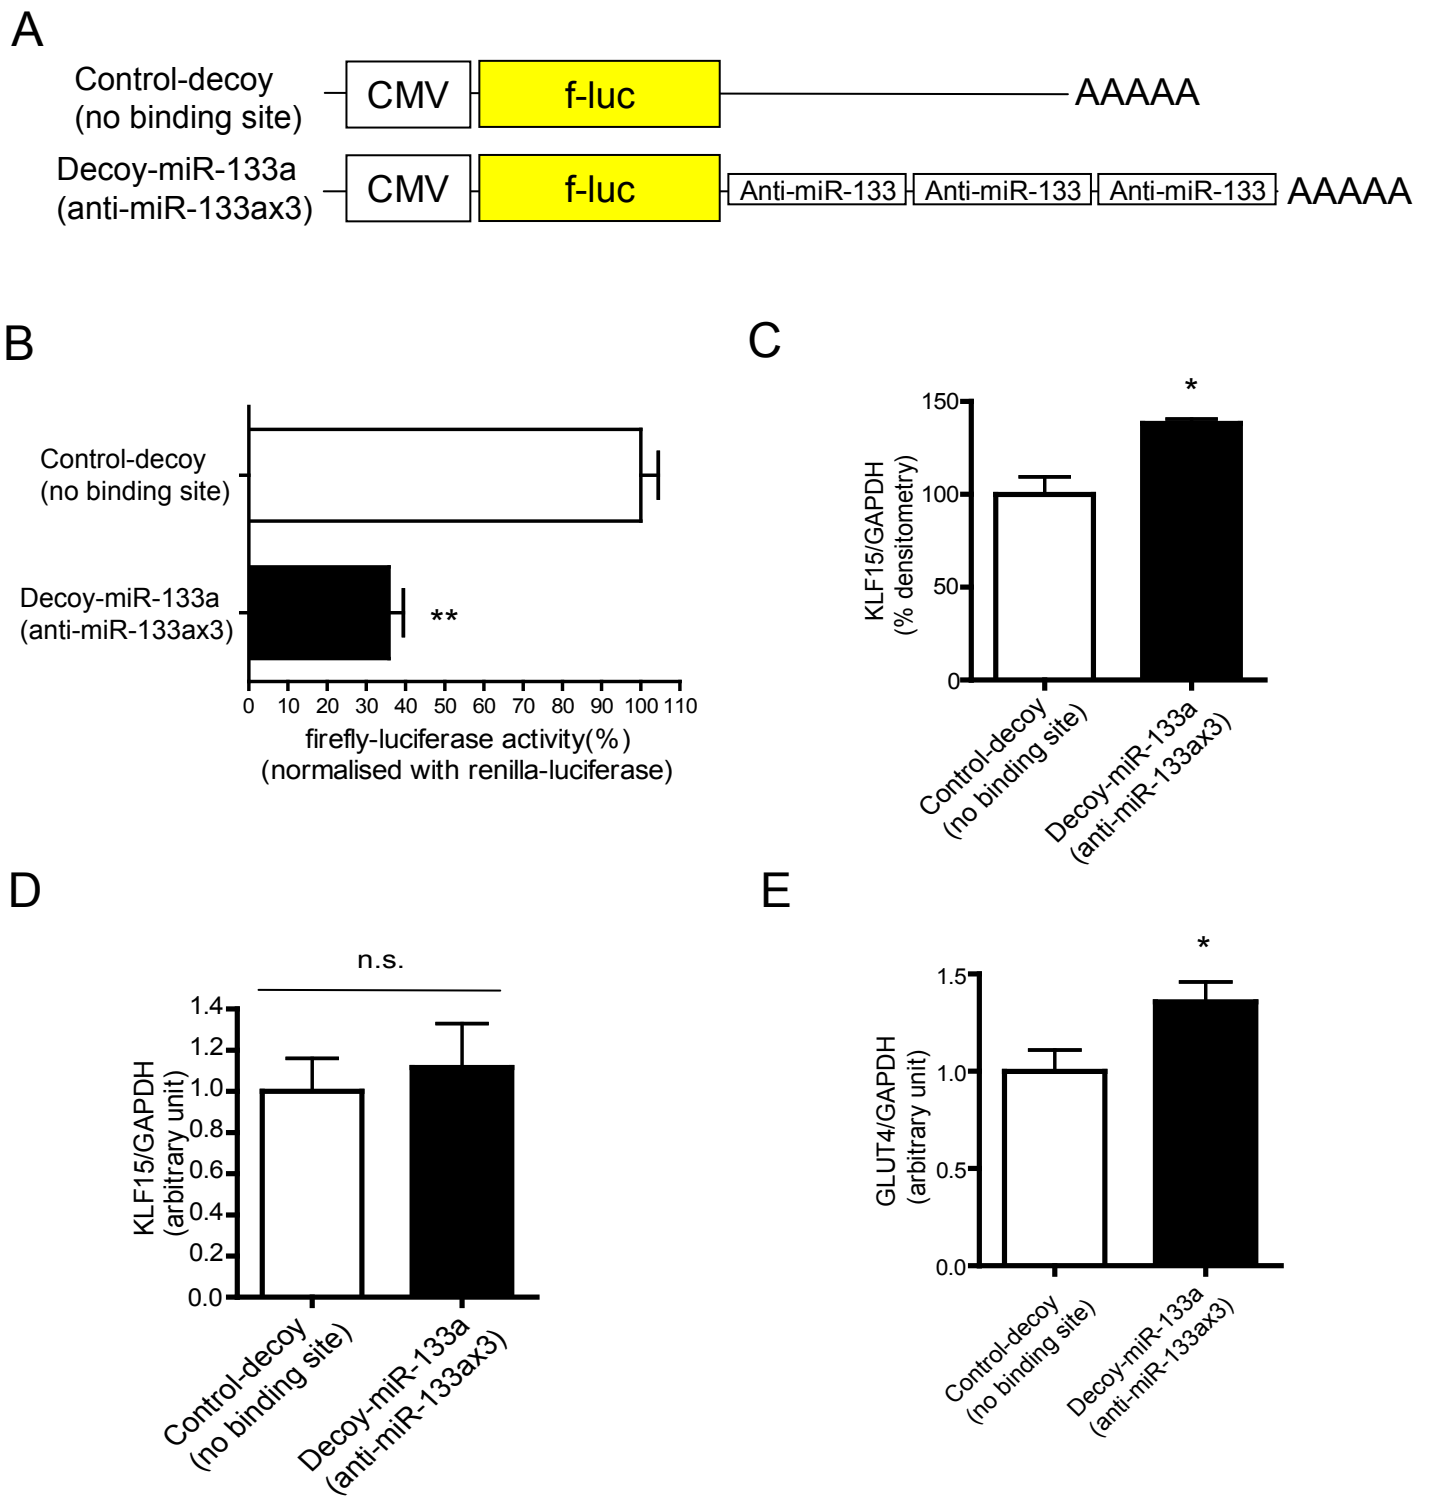 A
Control-decoy
(no binding site)
CMV
f-luc
AAAAA
Decoy-miR-133a
(anti-miR-133ax3)
CMV
f-luc
Anti-miR-133
Anti-miR-133
Anti-miR-133
AAAAA
B
Control-decoy
(no binding site)
Decoy-miR-133a
(anti-miR-133ax3)
**
0 10 20 30 40 50 60 70 80 90 100 110
firefly-luciferase activity(%)
(normalised with renilla-luciferase)
C
*
150
100
50
0
KLF15/GAPDH
(% densitometry)
Control-decoy
(no binding site)
Decoy-miR-133a
(anti-miR-133ax3)
D
n.s.
1.4
1.2
1.0
0.8
0.6
0.4
0.2
0.0
KLF15/GAPDH
(arbitrary unit)
Control-decoy
(no binding site)
Decoy-miR-133a
(anti-miR-133ax3)
E
*
1.5
1.0
0.5
0.0
GLUT4/GAPDH
(arbitrary unit)
Control-decoy
(no binding site)
Decoy-miR-133a
(anti-miR-133ax3)